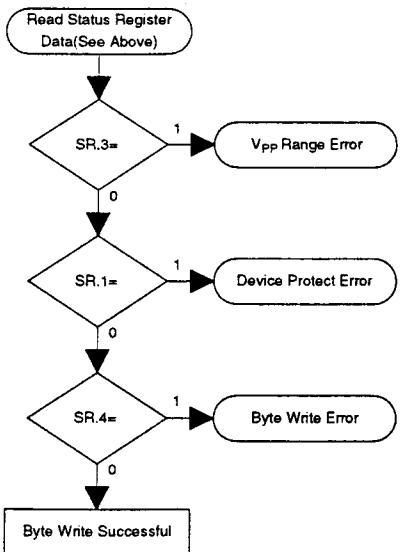 Read Status Register
Data(See Above)
SR.3=
1
VPP Range Error
0
SR.1=
1
Device Protect Error
0
SR.4=
1
Byte Write Error
0
Byte Write Successful